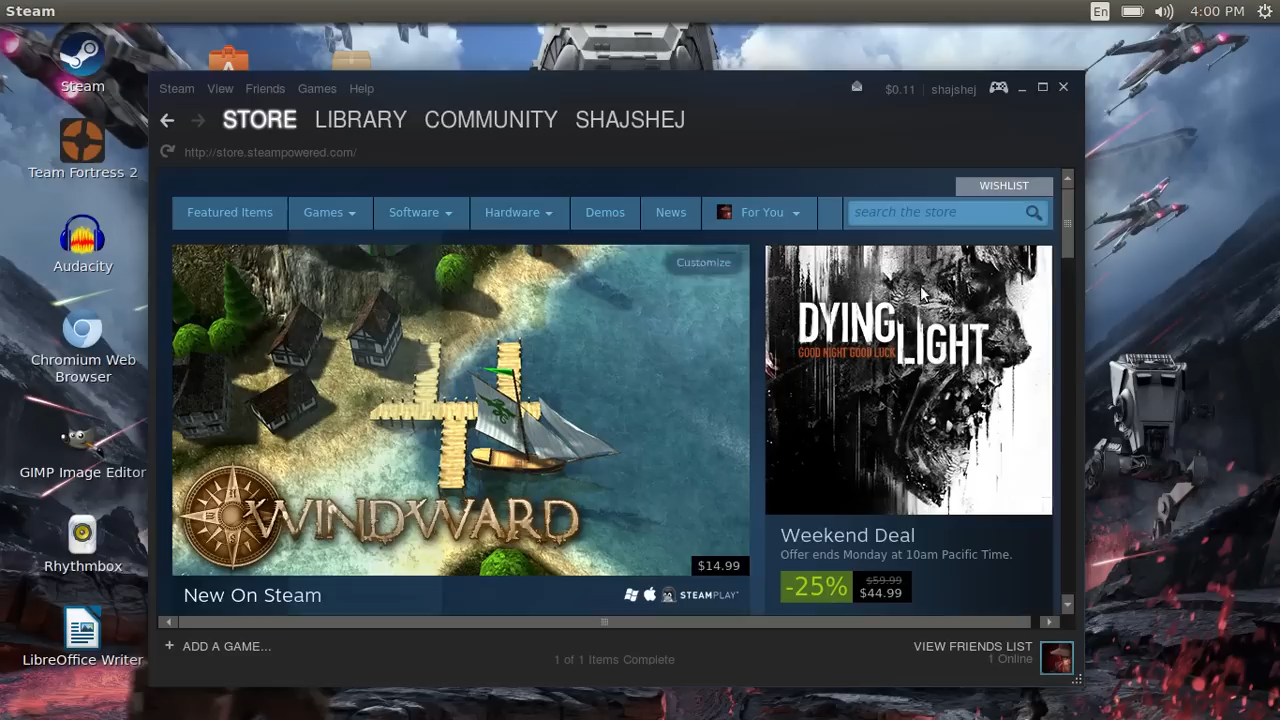 Steam
En
4:00 PM
Steam
Team Fortress 2
Audacity
Chromium Web
Browser
GIMP Image Editor
Rhythmbox
LibreOffice Writer
Steam View Friends Games Help
$0.11 shajshej
STORE LIBRARY COMMUNITY SHAJSHEJ
http://store.steampowered.com/
WISHLIST
Featured Items Games Software Hardware Demos News For You search the store
Customize
WINDWARD
$14.99
New On Steam
STEAMPLAY
DYING
LIGHT
GOOD NIGHT GOOD LUCK
Weekend Deal
Offer ends Monday at 10am Pacific Time.
-25%
$59.99
$44.99
+ ADD A GAME...
1 of 1 Items Complete
VIEW FRIENDS LIST
1 Online